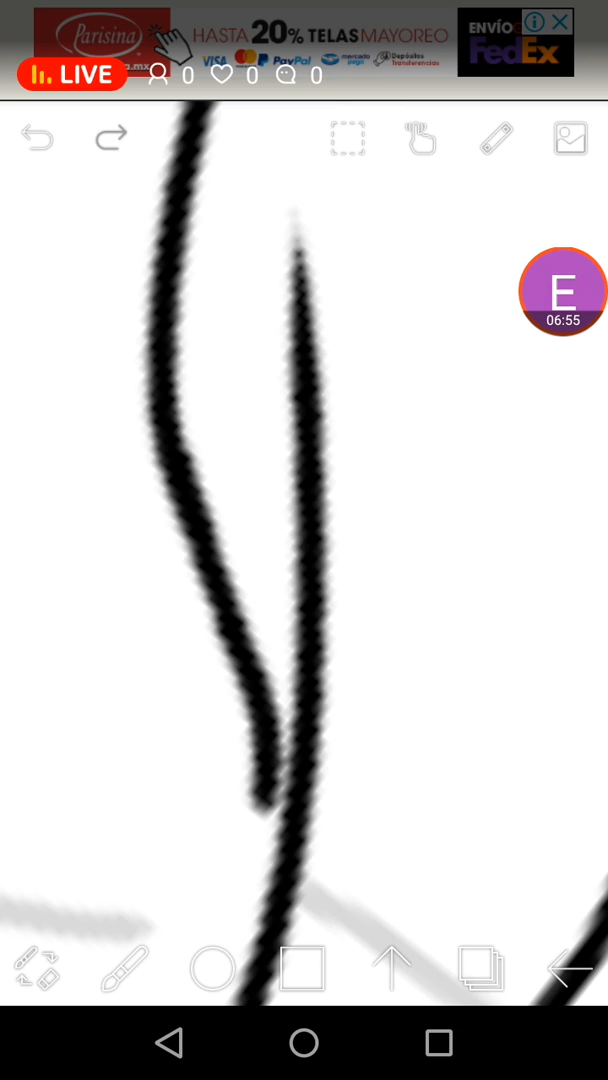 Parisina
a.mx
HASTA 20% TELAS MAYOREO
VISA PayPal mercado pago Depósitos Transferencias
ENVÍO
FedEx
LIVE 0 0 0
E
06:55